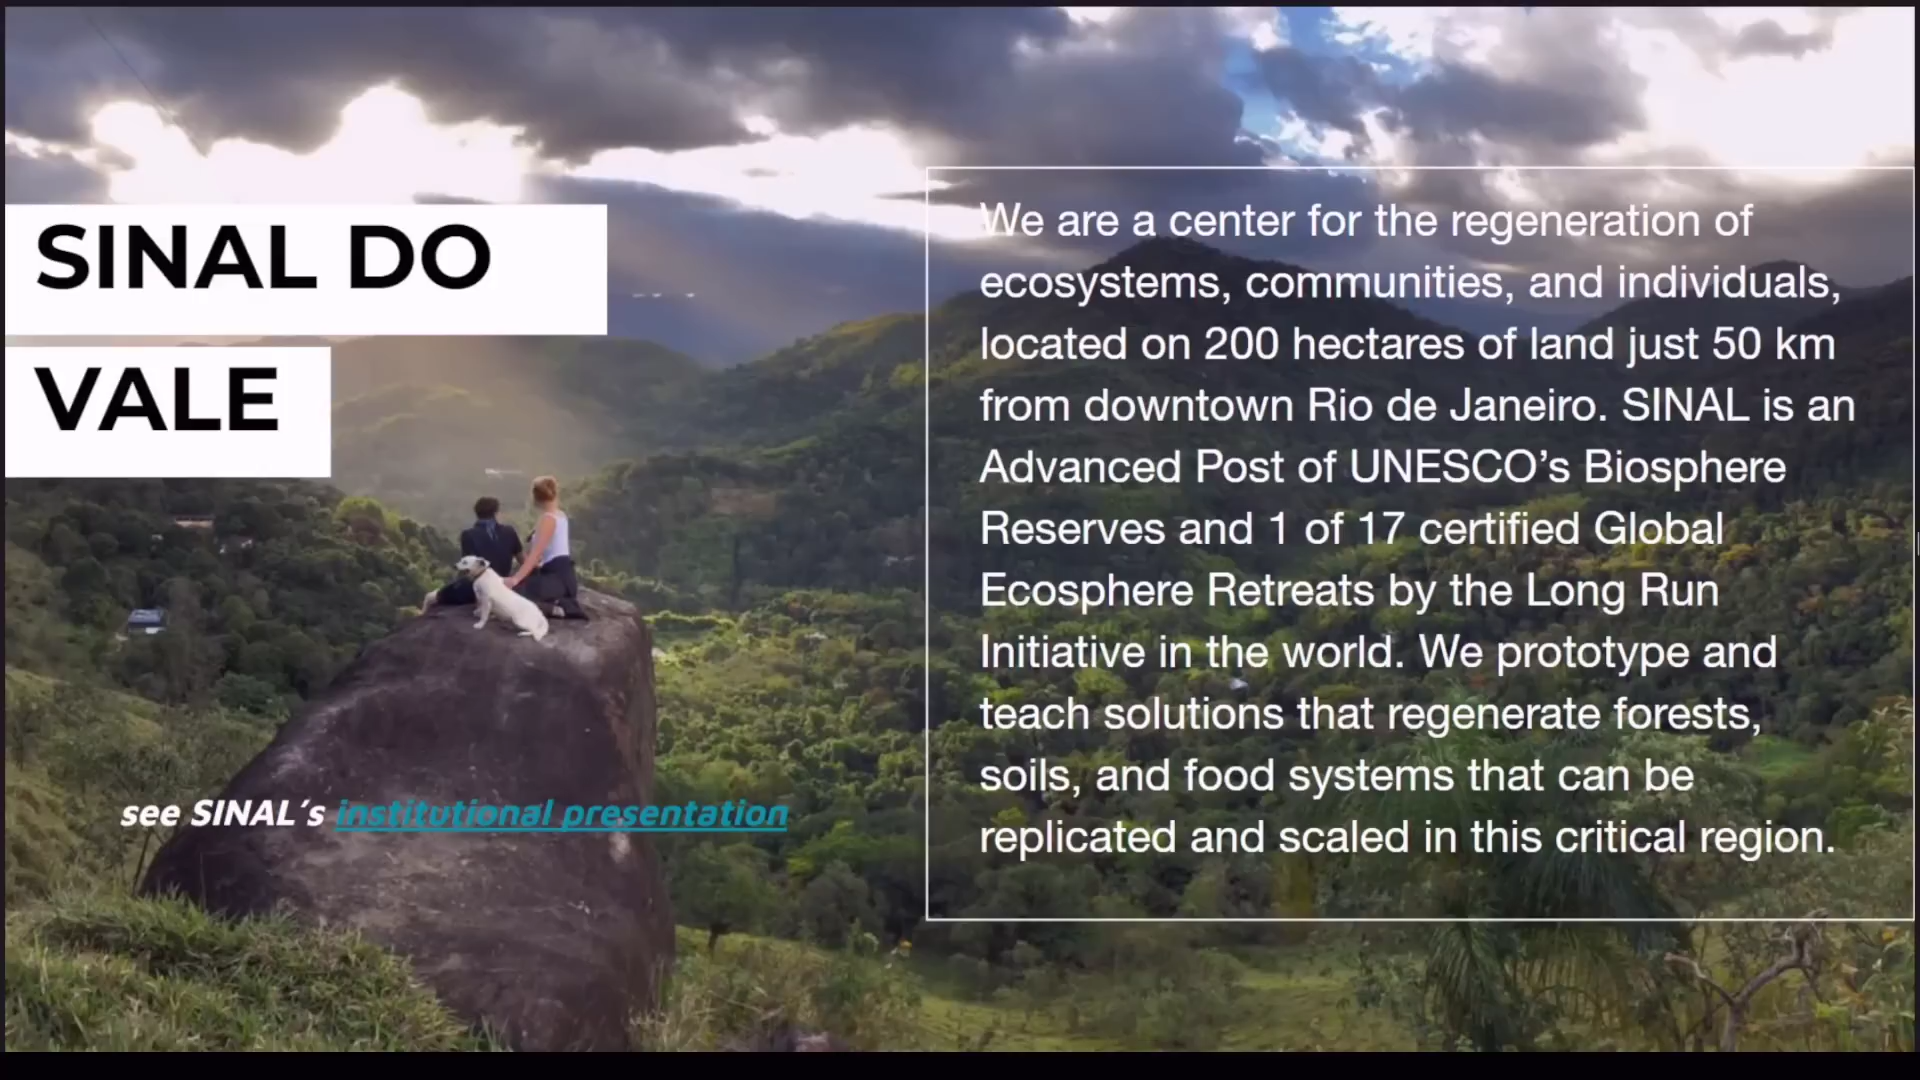 SINAL DO
VALE
see SINAL´s institutional presentation
We are a center for the regeneration of
ecosystems, communities, and individuals,
located on 200 hectares of land just 50 km
from downtown Rio de Janeiro. SINAL is an
Advanced Post of UNESCO’s Biosphere
Reserves and 1 of 17 certified Global
Ecosphere Retreats by the Long Run
Initiative in the world. We prototype and
teach solutions that regenerate forests,
soils, and food systems that can be
replicated and scaled in this critical region.